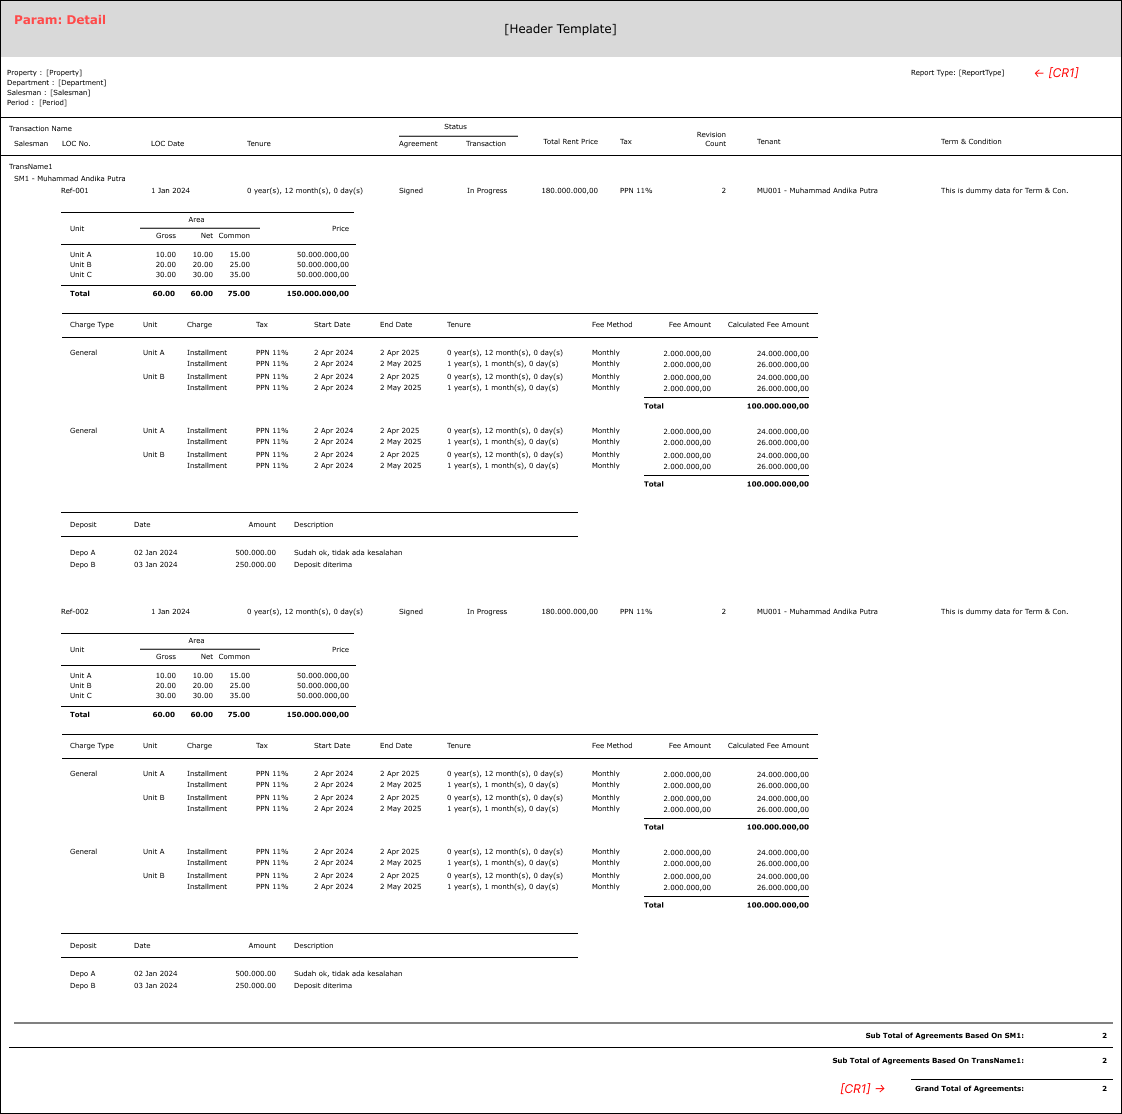 Param: Detail
[Header Template]
Property : [Property]
Report Type: [ReportType] ← [CR1]
Department : [Department]
Salesman : [Salesman]
Period : [Period]
Transaction Name Status
Revision
Salesman LOC No. LOC Date Tenure Agreement Transaction Total Rent Price Tax Count Tenant Term & Condition
TransName1
SM1 - Muhammad Andika Putra
Ref-001 1 Jan 2024 0 year(s), 12 month(s), 0 day(s) Signed In Progress 180.000.000,00 PPN 11% 2 MU001 - Muhammad Andika Putra This is dummy data for Term & Con.
Area
Unit Price
Gross Net Common
Unit A 10.00 10.00 15.00 50.000.000,00
Unit B 20.00 20.00 25.00 50.000.000,00
Unit C 30.00 30.00 35.00 50.000.000,00
Total 60.00 60.00 75.00 150.000.000,00
Charge Type Unit Charge Tax Start Date End Date Tenure Fee Method Fee Amount Calculated Fee Amount
General Unit A Installment PPN 11% 2 Apr 2024 2 Apr 2025 0 year(s), 12 month(s), 0 day(s) Monthly 2.000.000,00 24.000.000,00
Installment PPN 11% 2 Apr 2024 2 May 2025 1 year(s), 1 month(s), 0 day(s) Monthly 2.000.000,00 26.000.000,00
Unit B Installment PPN 11% 2 Apr 2024 2 Apr 2025 0 year(s), 12 month(s), 0 day(s) Monthly 2.000.000,00 24.000.000,00
Installment PPN 11% 2 Apr 2024 2 May 2025 1 year(s), 1 month(s), 0 day(s) Monthly 2.000.000,00 26.000.000,00
Total 100.000.000,00
General Unit A Installment PPN 11% 2 Apr 2024 2 Apr 2025 0 year(s), 12 month(s), 0 day(s) Monthly 2.000.000,00 24.000.000,00
Installment PPN 11% 2 Apr 2024 2 May 2025 1 year(s), 1 month(s), 0 day(s) Monthly 2.000.000,00 26.000.000,00
Unit B Installment PPN 11% 2 Apr 2024 2 Apr 2025 0 year(s), 12 month(s), 0 day(s) Monthly 2.000.000,00 24.000.000,00
Installment PPN 11% 2 Apr 2024 2 May 2025 1 year(s), 1 month(s), 0 day(s) Monthly 2.000.000,00 26.000.000,00
Total 100.000.000,00
Deposit Date Amount Description
Depo A 02 Jan 2024 500.000.00 Sudah ok, tidak ada kesalahan
Depo B 03 Jan 2024 250.000.00 Deposit diterima
Ref-002 1 Jan 2024 0 year(s), 12 month(s), 0 day(s) Signed In Progress 180.000.000,00 PPN 11% 2 MU001 - Muhammad Andika Putra This is dummy data for Term & Con.
Area
Unit Price
Gross Net Common
Unit A 10.00 10.00 15.00 50.000.000,00
Unit B 20.00 20.00 25.00 50.000.000,00
Unit C 30.00 30.00 35.00 50.000.000,00
Total 60.00 60.00 75.00 150.000.000,00
Charge Type Unit Charge Tax Start Date End Date Tenure Fee Method Fee Amount Calculated Fee Amount
General Unit A Installment PPN 11% 2 Apr 2024 2 Apr 2025 0 year(s), 12 month(s), 0 day(s) Monthly 2.000.000,00 24.000.000,00
Installment PPN 11% 2 Apr 2024 2 May 2025 1 year(s), 1 month(s), 0 day(s) Monthly 2.000.000,00 26.000.000,00
Unit B Installment PPN 11% 2 Apr 2024 2 Apr 2025 0 year(s), 12 month(s), 0 day(s) Monthly 2.000.000,00 24.000.000,00
Installment PPN 11% 2 Apr 2024 2 May 2025 1 year(s), 1 month(s), 0 day(s) Monthly 2.000.000,00 26.000.000,00
Total 100.000.000,00
General Unit A Installment PPN 11% 2 Apr 2024 2 Apr 2025 0 year(s), 12 month(s), 0 day(s) Monthly 2.000.000,00 24.000.000,00
Installment PPN 11% 2 Apr 2024 2 May 2025 1 year(s), 1 month(s), 0 day(s) Monthly 2.000.000,00 26.000.000,00
Unit B Installment PPN 11% 2 Apr 2024 2 Apr 2025 0 year(s), 12 month(s), 0 day(s) Monthly 2.000.000,00 24.000.000,00
Installment PPN 11% 2 Apr 2024 2 May 2025 1 year(s), 1 month(s), 0 day(s) Monthly 2.000.000,00 26.000.000,00
Total 100.000.000,00
Deposit Date Amount Description
Depo A 02 Jan 2024 500.000.00 Sudah ok, tidak ada kesalahan
Depo B 03 Jan 2024 250.000.00 Deposit diterima
Sub Total of Agreements Based On SM1: 2
Sub Total of Agreements Based On TransName1: 2
[CR1] → Grand Total of Agreements: 2